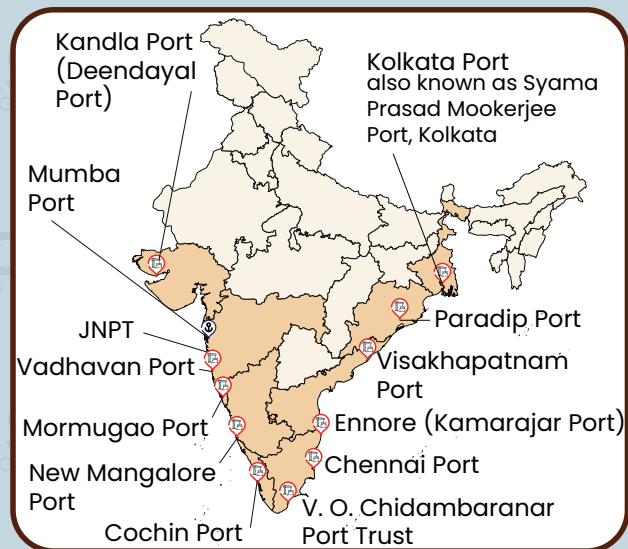 Kandla Port
(Deendayal
Port)
Kolkata Port
also known as Syama
Prasad Mookerjee
Port, Kolkata
Mumba
Port
JNPT
Vadhavan Port
Mormugao Port
New Mangalore
Port
Cochin Port
Paradip Port
Visakhapatnam
Port
Ennore (Kamarajar Port)
Chennai Port
V. O. Chidambaranar
Port Trust